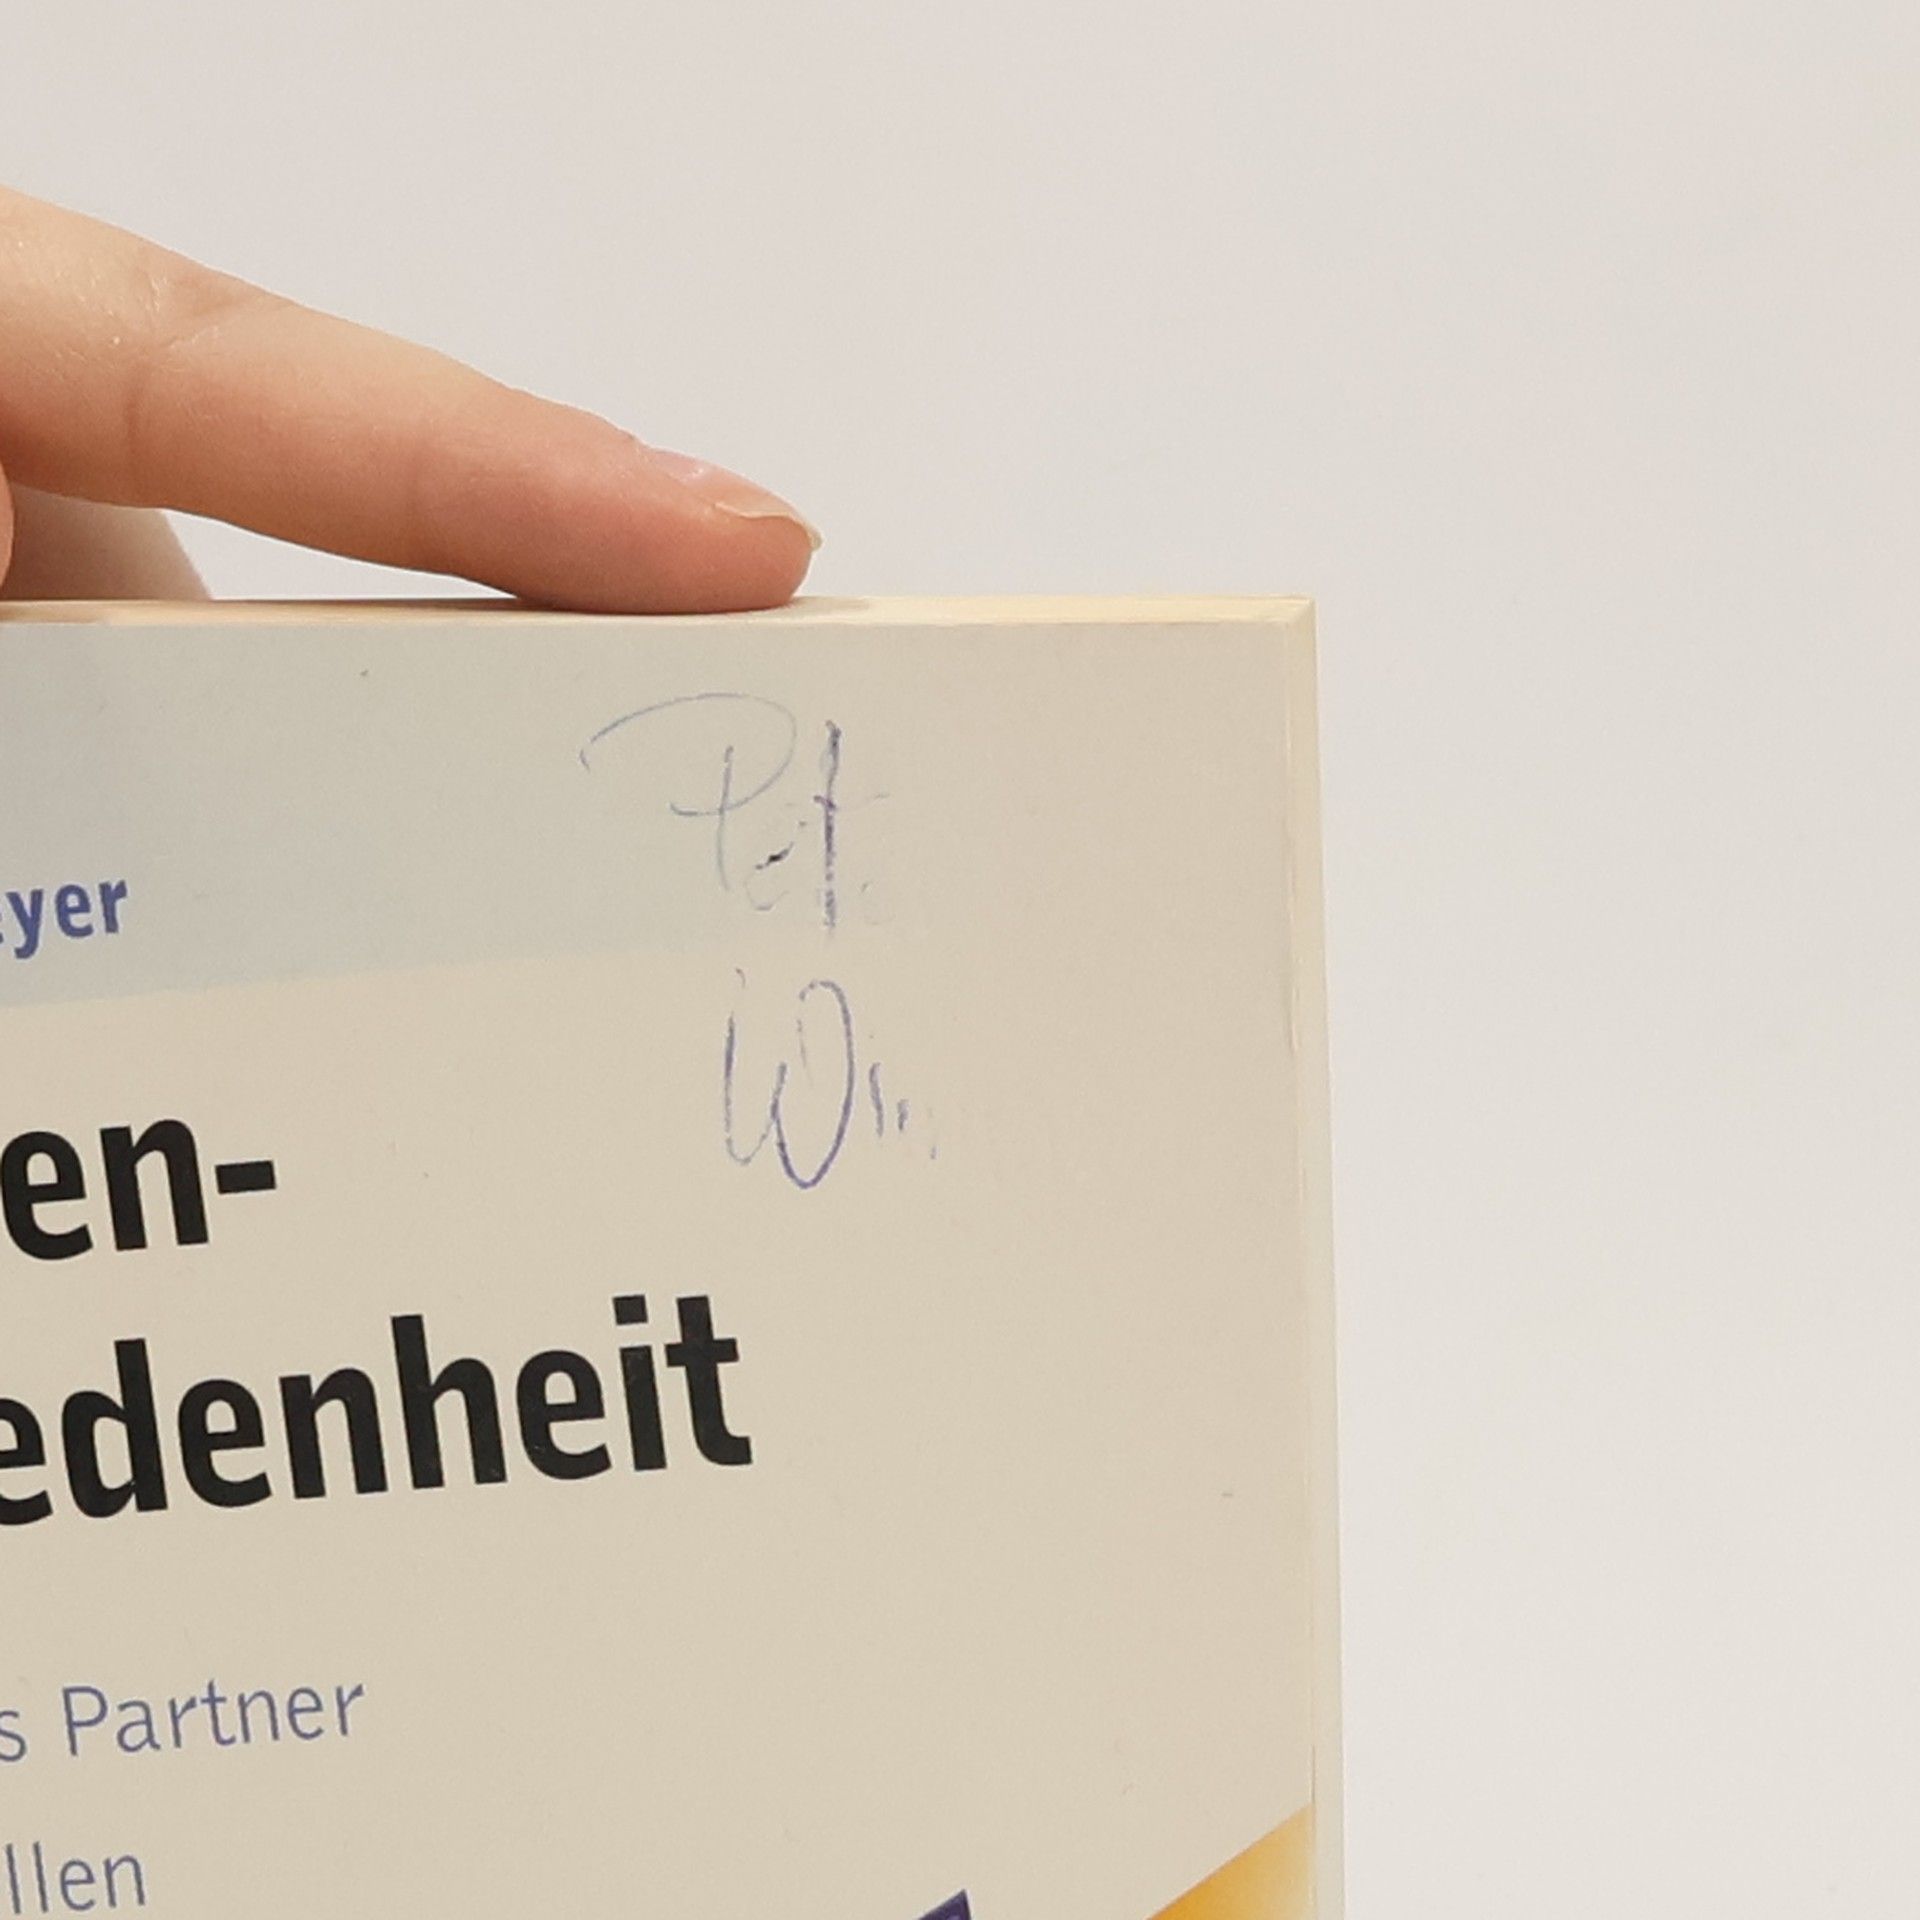 eyer
en-
edenheit
s Partner
llen